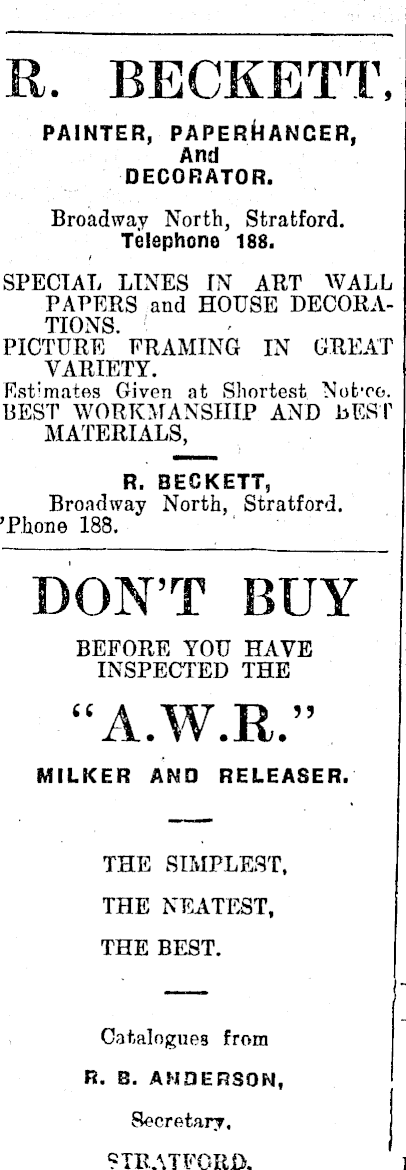 R. BECKETT,
PAINTER, PAPERHANGER,
And
DECORATOR.
Broadway North, Stratford.
Telephone 188.
SPECIAL LINES IN ART WALL
PAPERS and HOUSE DECORA-
TIONS.
PICTURE FRAMING IN GREAT
VARIETY.
Estimates Given at Shortest Notice.
BEST WORKMANSHIP AND BEST
MATERIALS,
R. BECKETT,
Broadway North, Stratford.
'Phone 188.
DON'T BUY
BEFORE YOU HAVE
INSPECTED THE
"A.W.R."
MILKER AND RELEASER.
THE SIMPLEST,
THE NEATEST,
THE BEST.
Catalogues from
R. B. ANDERSON,
Secretary,
STRATFORD.